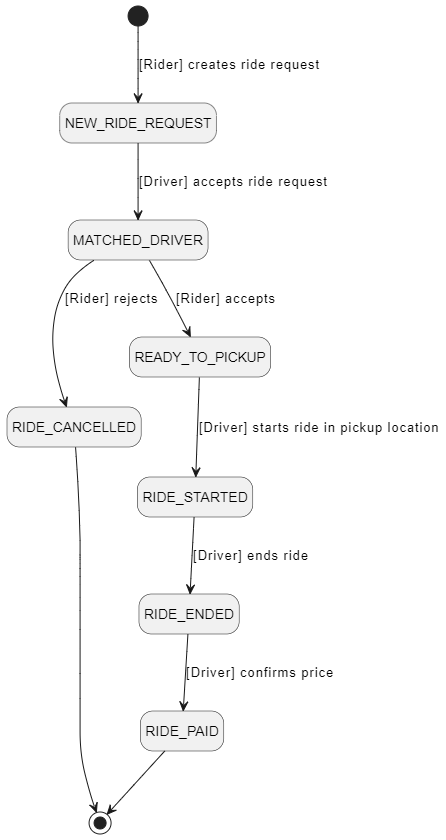 [Rider] creates ride request
NEW_RIDE_REQUEST
[Driver] accepts ride request
MATCHED_DRIVER
[Rider] rejects
[Rider] accepts
READY_TO_PICKUP
RIDE_CANCELLED
[Driver] starts ride in pickup location
RIDE_STARTED
[Driver] ends ride
RIDE_ENDED
[Driver] confirms price
RIDE_PAID